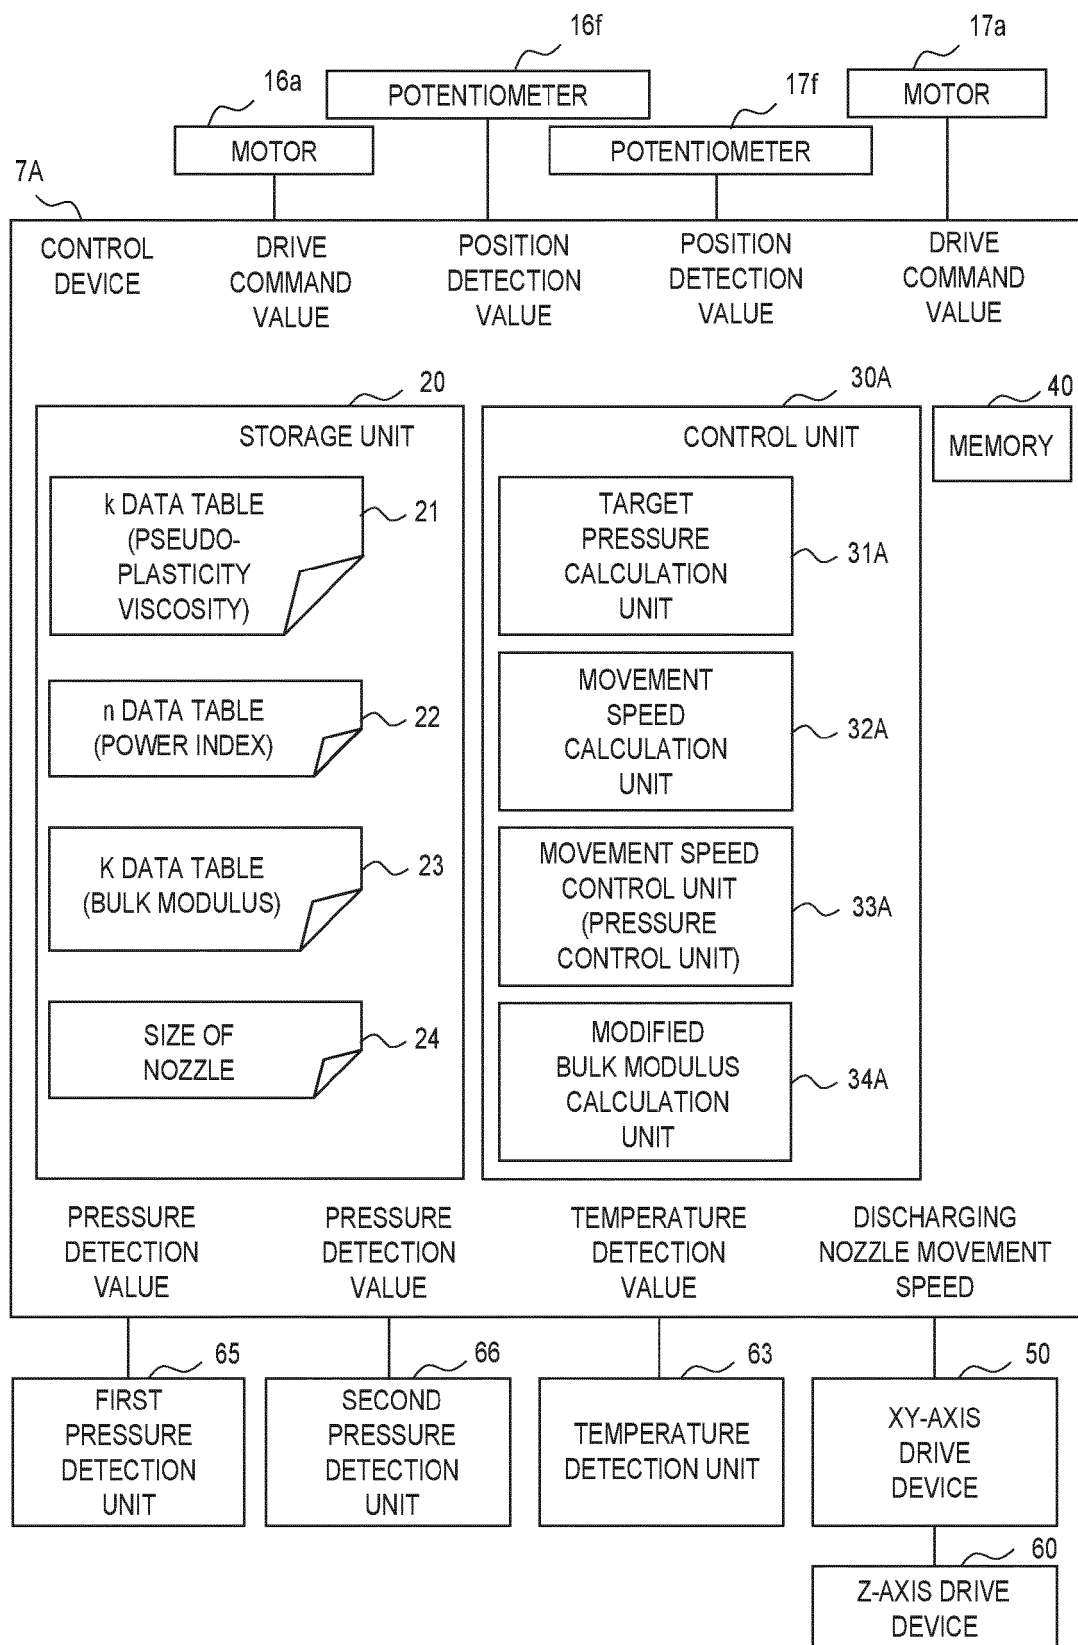 16f
17a
16a
POTENTIOMETER
17f
MOTOR
MOTOR
POTENTIOMETER
7A
CONTROL
DEVICE
DRIVE
COMMAND
VALUE
POSITION
DETECTION
VALUE
POSITION
DETECTION
VALUE
DRIVE
COMMAND
VALUE
20
STORAGE UNIT
k DATA TABLE
(PSEUDO-
PLASTICITY
VISCOSITY)
21
n DATA TABLE
(POWER INDEX)
22
K DATA TABLE
(BULK MODULUS)
23
SIZE OF
NOZZLE
24
30A
CONTROL UNIT
TARGET
PRESSURE
CALCULATION
UNIT
31A
MOVEMENT
SPEED
CALCULATION
UNIT
32A
MOVEMENT SPEED
CONTROL UNIT
(PRESSURE
CONTROL UNIT)
33A
MODIFIED
BULK MODULUS
CALCULATION
UNIT
34A
40
MEMORY
PRESSURE
DETECTION
VALUE
PRESSURE
DETECTION
VALUE
TEMPERATURE
DETECTION
VALUE
DISCHARGING
NOZZLE MOVEMENT
SPEED
65
FIRST
PRESSURE
DETECTION
UNIT
66
SECOND
PRESSURE
DETECTION
UNIT
63
TEMPERATURE
DETECTION UNIT
50
XY-AXIS
DRIVE
DEVICE
60
Z-AXIS DRIVE
DEVICE